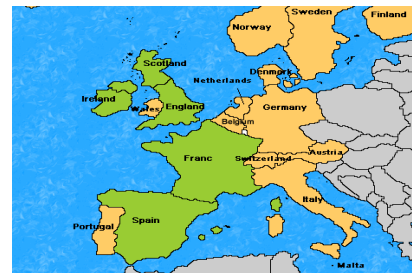 Sweden
Finland
Norway
Scotland
Denmark
Netherlands
Ireland
Wales
England
Germany
Belgium
Austria
Franc
Switzerland
Italy
Portugal
Spain
Malta